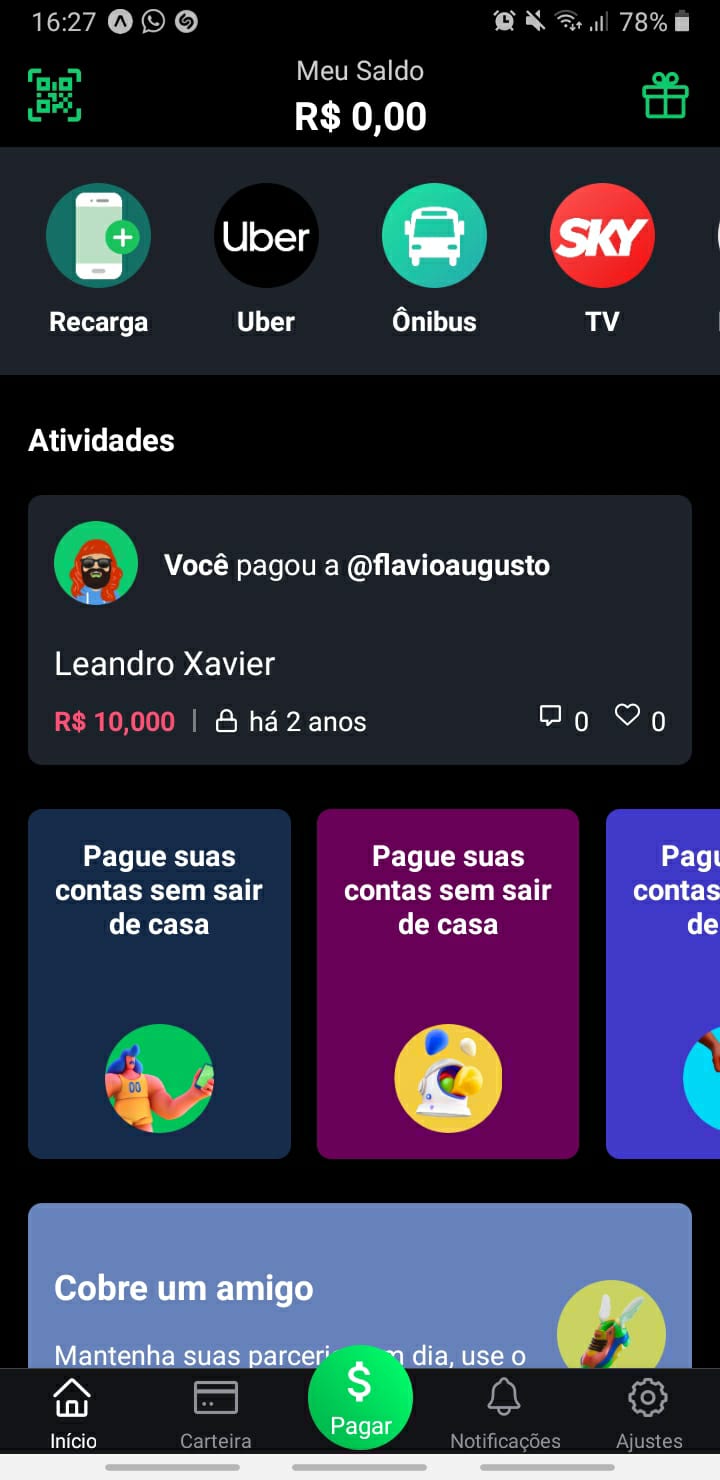 16:27
78%
Meu Saldo
R$ 0,00
Uber
SKY
Recarga
Uber
Ônibus
TV
Atividades
Você pagou a @flavioaugusto
Leandro Xavier
R$ 10,000 | há 2 anos
0
0
Pague suas
contas sem sair
de casa
Pague suas
contas sem sair
de casa
Pagu
contas
de
00
Cobre um amigo
Mantenha suas dia, use o
$
Pagar
Início
Carteira
Notificações
Ajustes